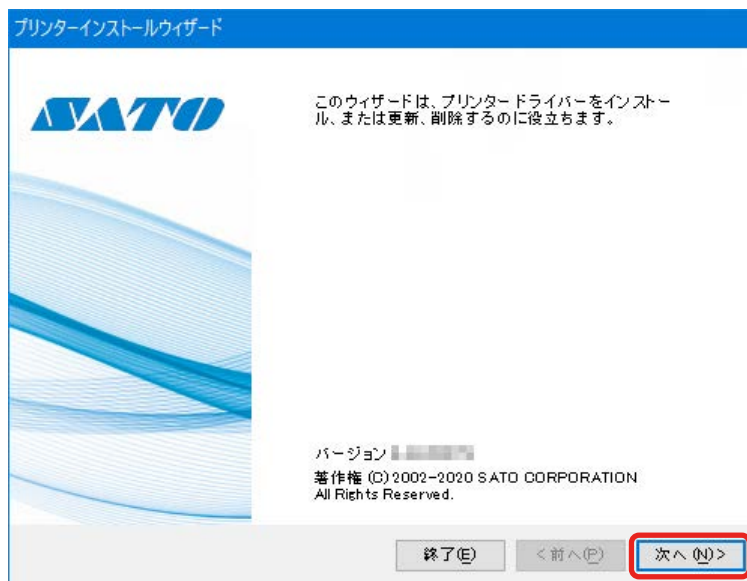 プリンターインストールウィザード
SATO
このウィザードは、プリンター ドライバーをインストー
ル、または更新、削除するのに役立ちます。
バージョン
著作権 (C) 2002-2020 SATO CORPORATION
All Rights Reserved.
終了(E)
<前へ(P)
次へ (N)>